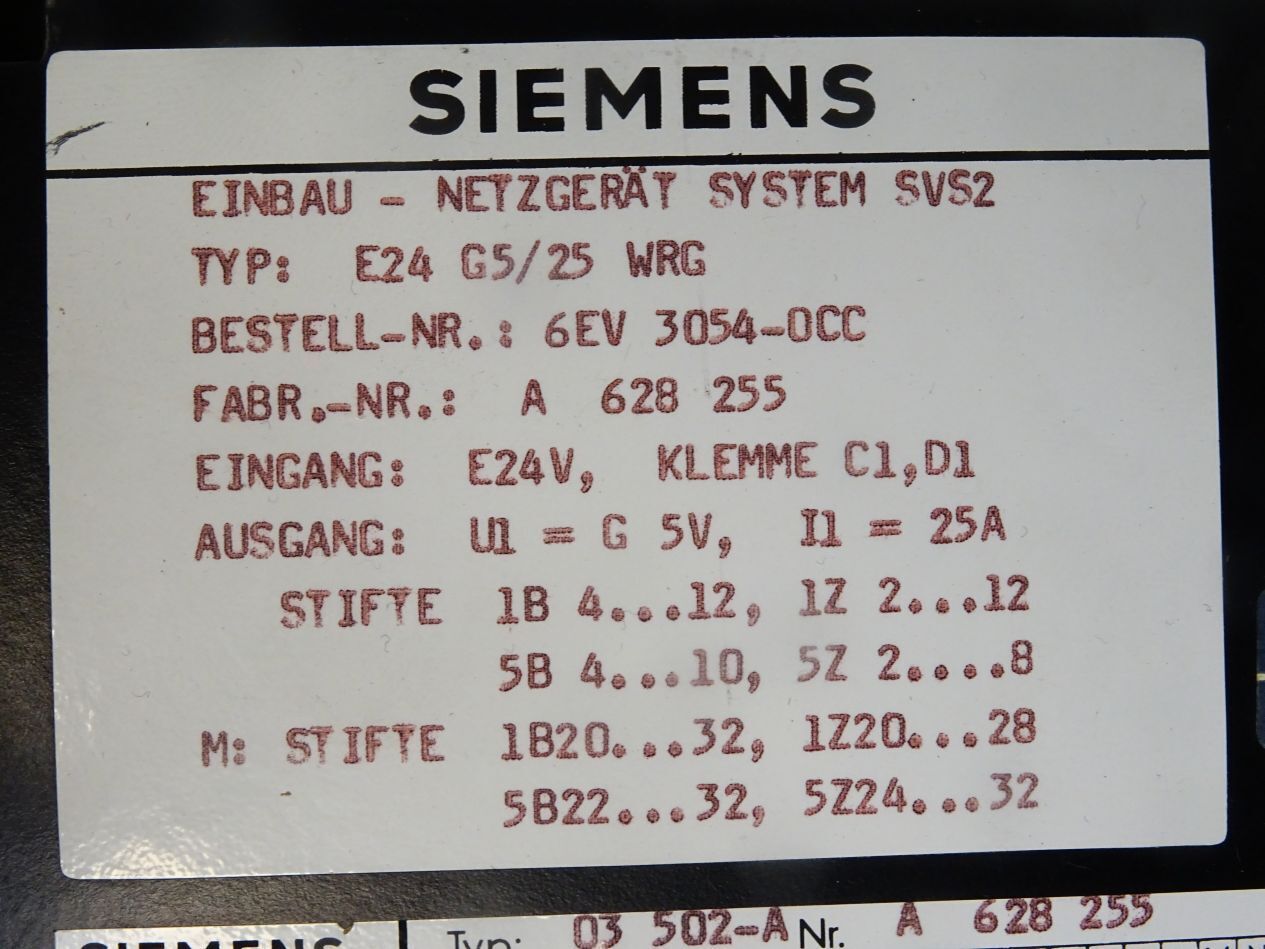 SIEMENS
EINBAU - NETZGERÄT SYSTEM SVS2
TYP: E24 G5/25 WRG
BESTELL-NR.: 6EV 3054-0CC
FABR.-NR.: A 628 255
EINGANG: E24V, KLEMME C1,D1
AUSGANG: U1 = G 5V, I1 = 25A
STIFTE 1B 4...12, 1Z 2...12
5B 4...10, 5Z 2....8
M: STIFTE 1B20...32, 1Z20...28
5B22...32, 5Z24...32
SIEMENS Typ: 03 502-A Nr. A 628 255